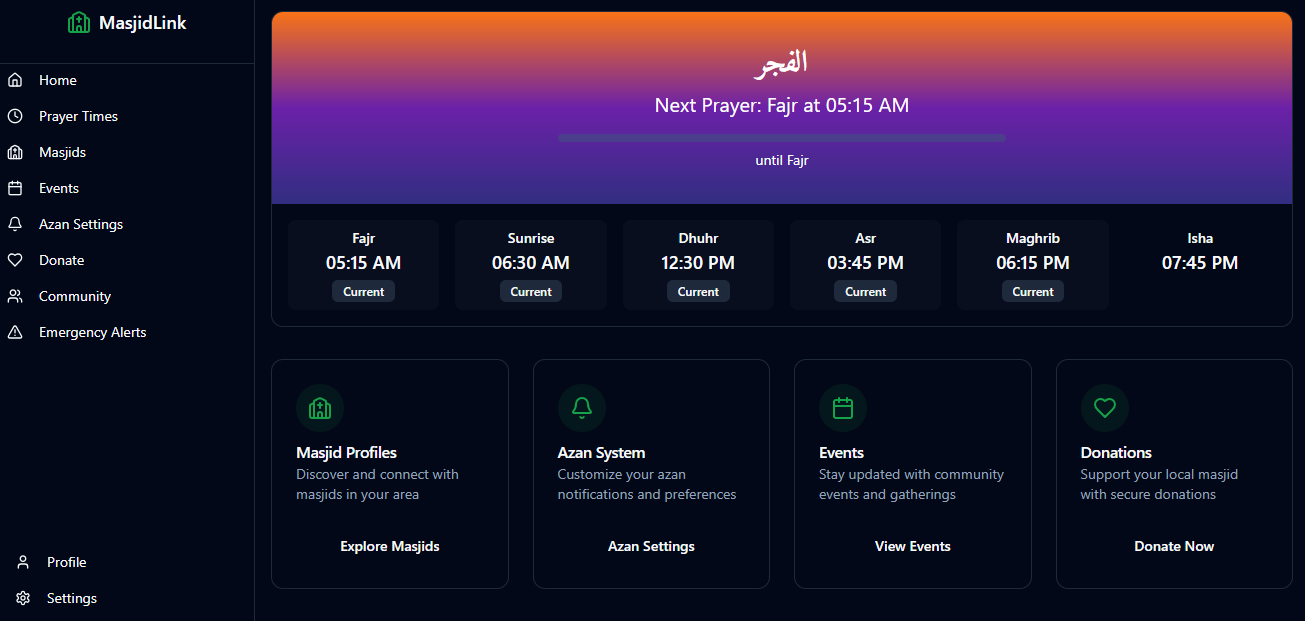 MasjidLink
Home
Prayer Times
Masjids
Events
Azan Settings
Donate
Community
Emergency Alerts
Profile
Settings
الفجر
Next Prayer: Fajr at 05:15 AM
until Fajr
Fajr
05:15 AM
Current
Sunrise
06:30 AM
Current
Dhuhr
12:30 PM
Current
Asr
03:45 PM
Current
Maghrib
06:15 PM
Current
Isha
07:45 PM
Masjid Profiles
Discover and connect with
masjids in your area
Explore Masjids
Azan System
Customize your azan
notifications and preferences
Azan Settings
Events
Stay updated with community
events and gatherings
View Events
Donations
Support your local masjid
with secure donations
Donate Now